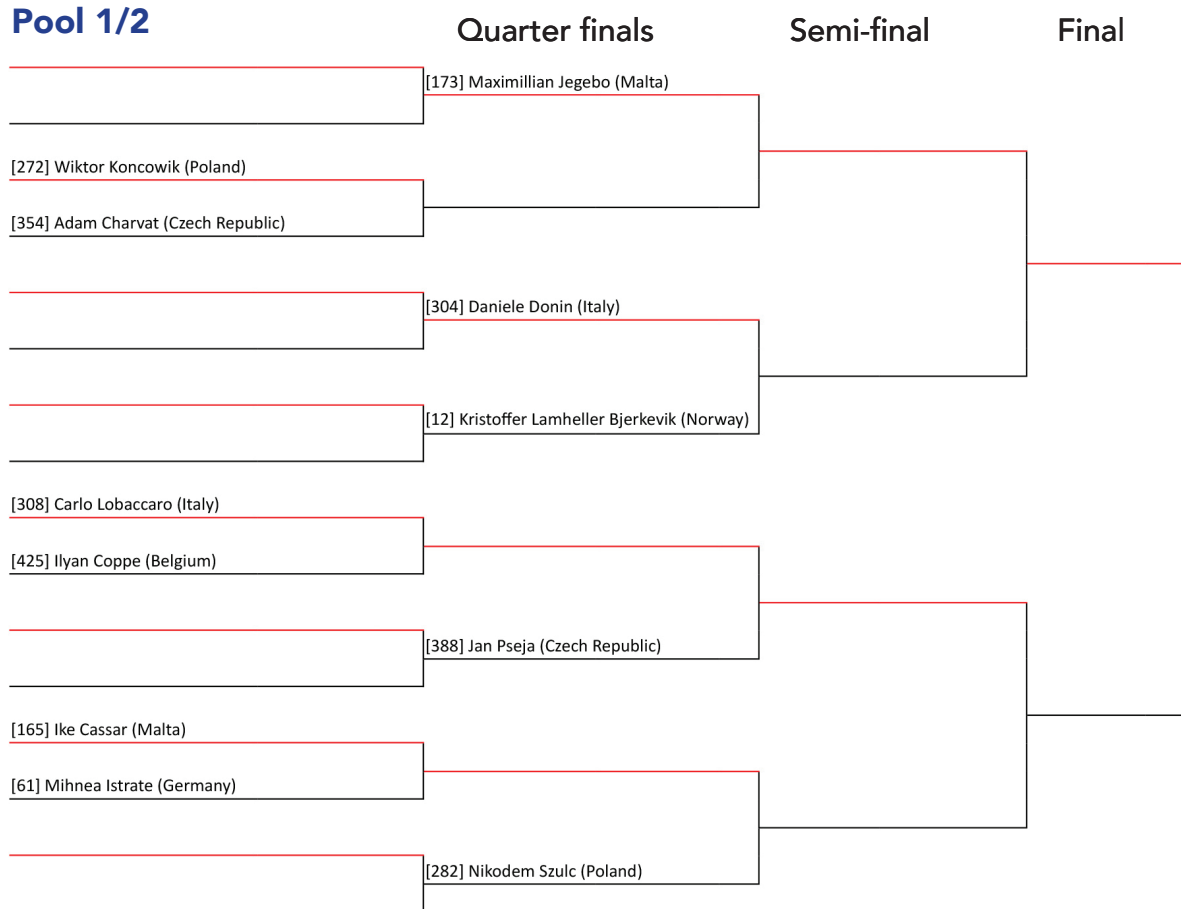 Pool 1/2
Quarter finals
Semi-final
Final
[173] Maximillian Jegebo (Malta)
[272] Wiktor Koncowik (Poland)
[354] Adam Charvat (Czech Republic)
[304] Daniele Donin (Italy)
[12] Kristoffer Lamheller Bjerkevik (Norway)
[308] Carlo Lobaccaro (Italy)
[425] Ilyan Coppe (Belgium)
[388] Jan Pseja (Czech Republic)
[165] Ike Cassar (Malta)
[61] Mihnea Istrate (Germany)
[282] Nikodem Szulc (Poland)